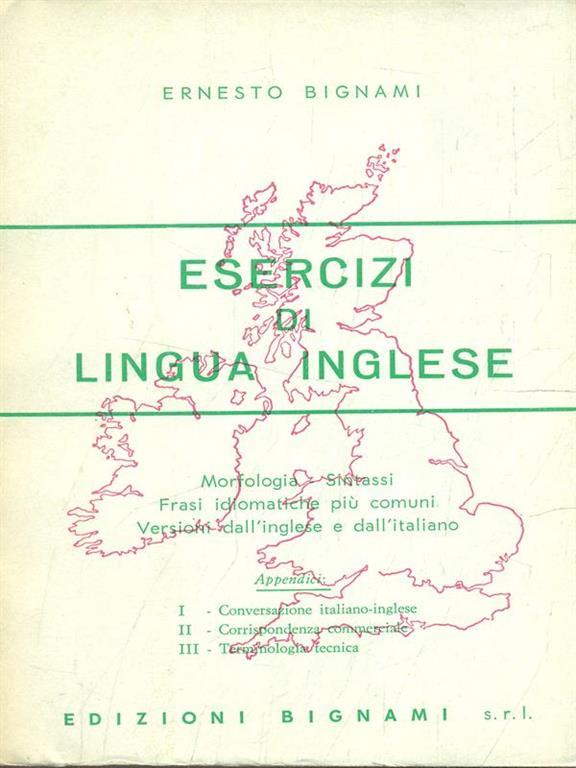 ERNESTO BIGNAMI
ESERCIZI
DI
LINGUA INGLESE
Morfologia - Sintassi
Frasi idiomatiche più comuni
Versioni dall'inglese e dall'italiano
Appendici:
I - Conversazione italiano-inglese
II - Corrispondenza commerciale
III - Terminologia tecnica
EDIZIONI BIGNAMI s.r.l.